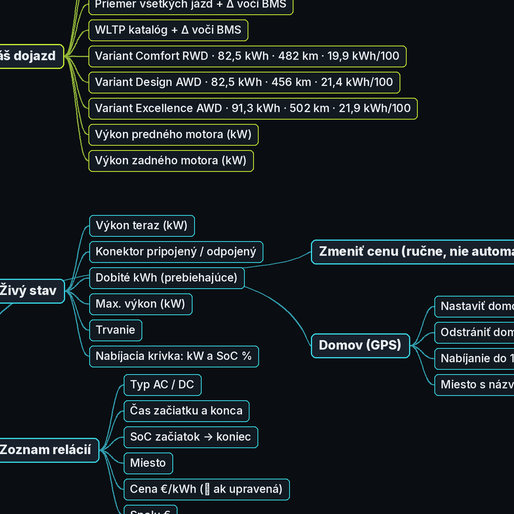 Priemer všetkých jázd + Δ voči BMS
WLTP katalóg + Δ voči BMS
áš dojazd
Variant Comfort RWD · 82,5 kWh · 482 km · 19,9 kWh/100
Variant Design AWD · 82,5 kWh · 456 km · 21,4 kWh/100
Variant Excellence AWD · 91,3 kWh · 502 km · 21,9 kWh/100
Výkon predného motora (kW)
Výkon zadného motora (kW)
Živý stav
Výkon teraz (kW)
Konektor pripojený / odpojený
Dobité kWh (prebiehajúce)
Max. výkon (kW)
Trvanie
Nabíjacia krivka: kW a SoC %
Zmeniť cenu (ručne, nie automa
Domov (GPS)
Nastaviť domo
Odstrániť dom
Nabíjanie do 1
Miesto s názv
Zoznam relácií
Typ AC / DC
Čas začiatku a konca
SoC začiatok → koniec
Miesto
Cena €/kWh (▯ ak upravená)
Spolu €